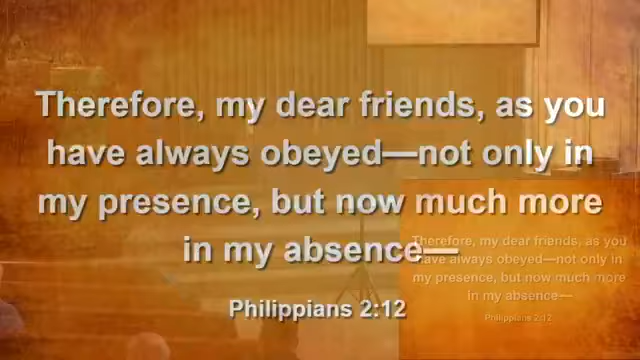 Therefore, my dear friends, as you
have always obeyed—not only in
my presence, but now much more
in my absence—
Philippians 2:12
Therefore, my dear friends, as you
have always obeyed—not only in
my presence, but now much more
in my absence—
Philippians 2:12